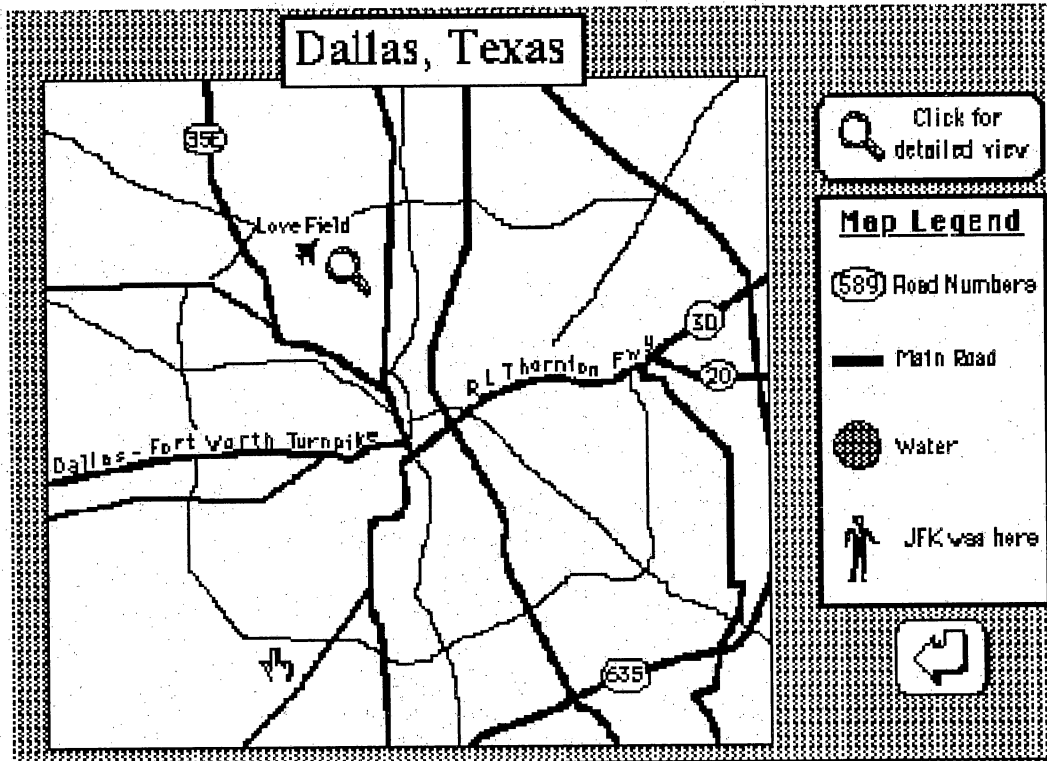 Dallas, Texas
35E
Love Field
30
R L Thornton Fwy
20
Dallas-Fort Worth Turnpike
635
Click for
detailed view
Map Legend
589 Road Numbers
Main Road
Water
JFK was here